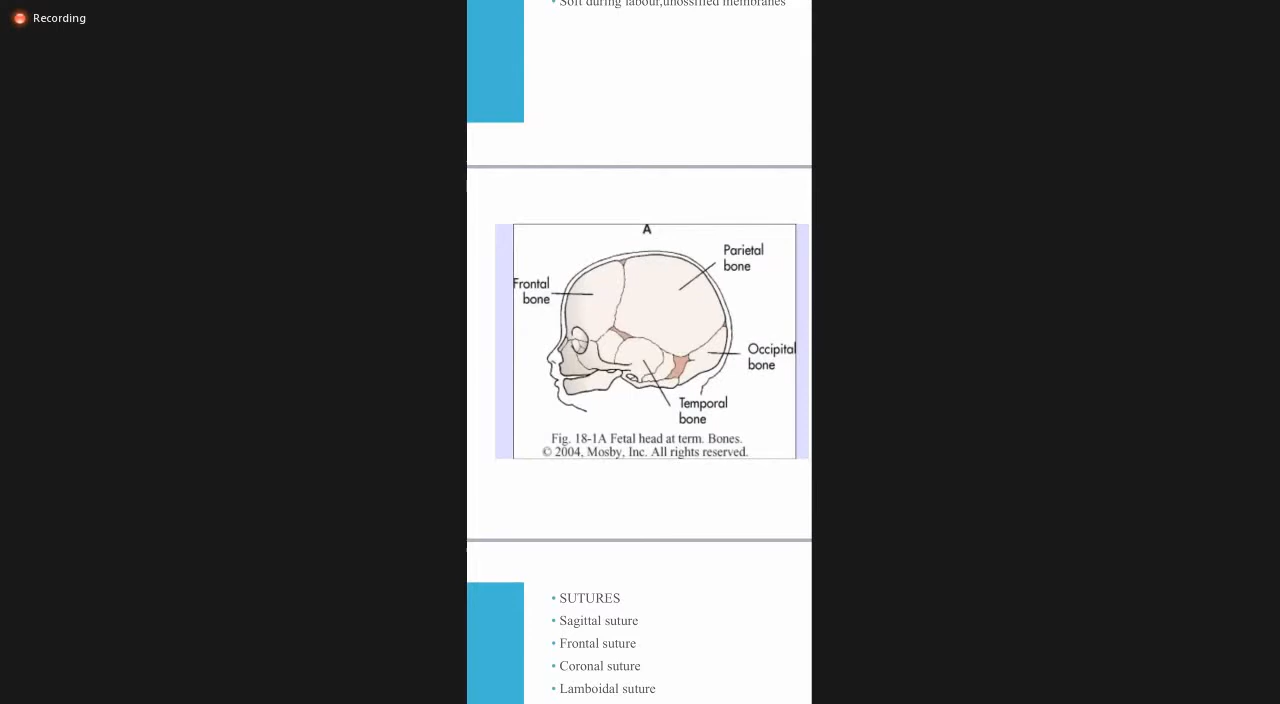 Recording
• Soft during labour,unossified membranes
A
Parietal
bone
Frontal
bone
Occipital
bone
Temporal
bone
Fig. 18-1A Fetal head at term. Bones.
© 2004, Mosby, Inc. All rights reserved.
• SUTURES
• Sagittal suture
• Frontal suture
• Coronal suture
• Lamboidal suture